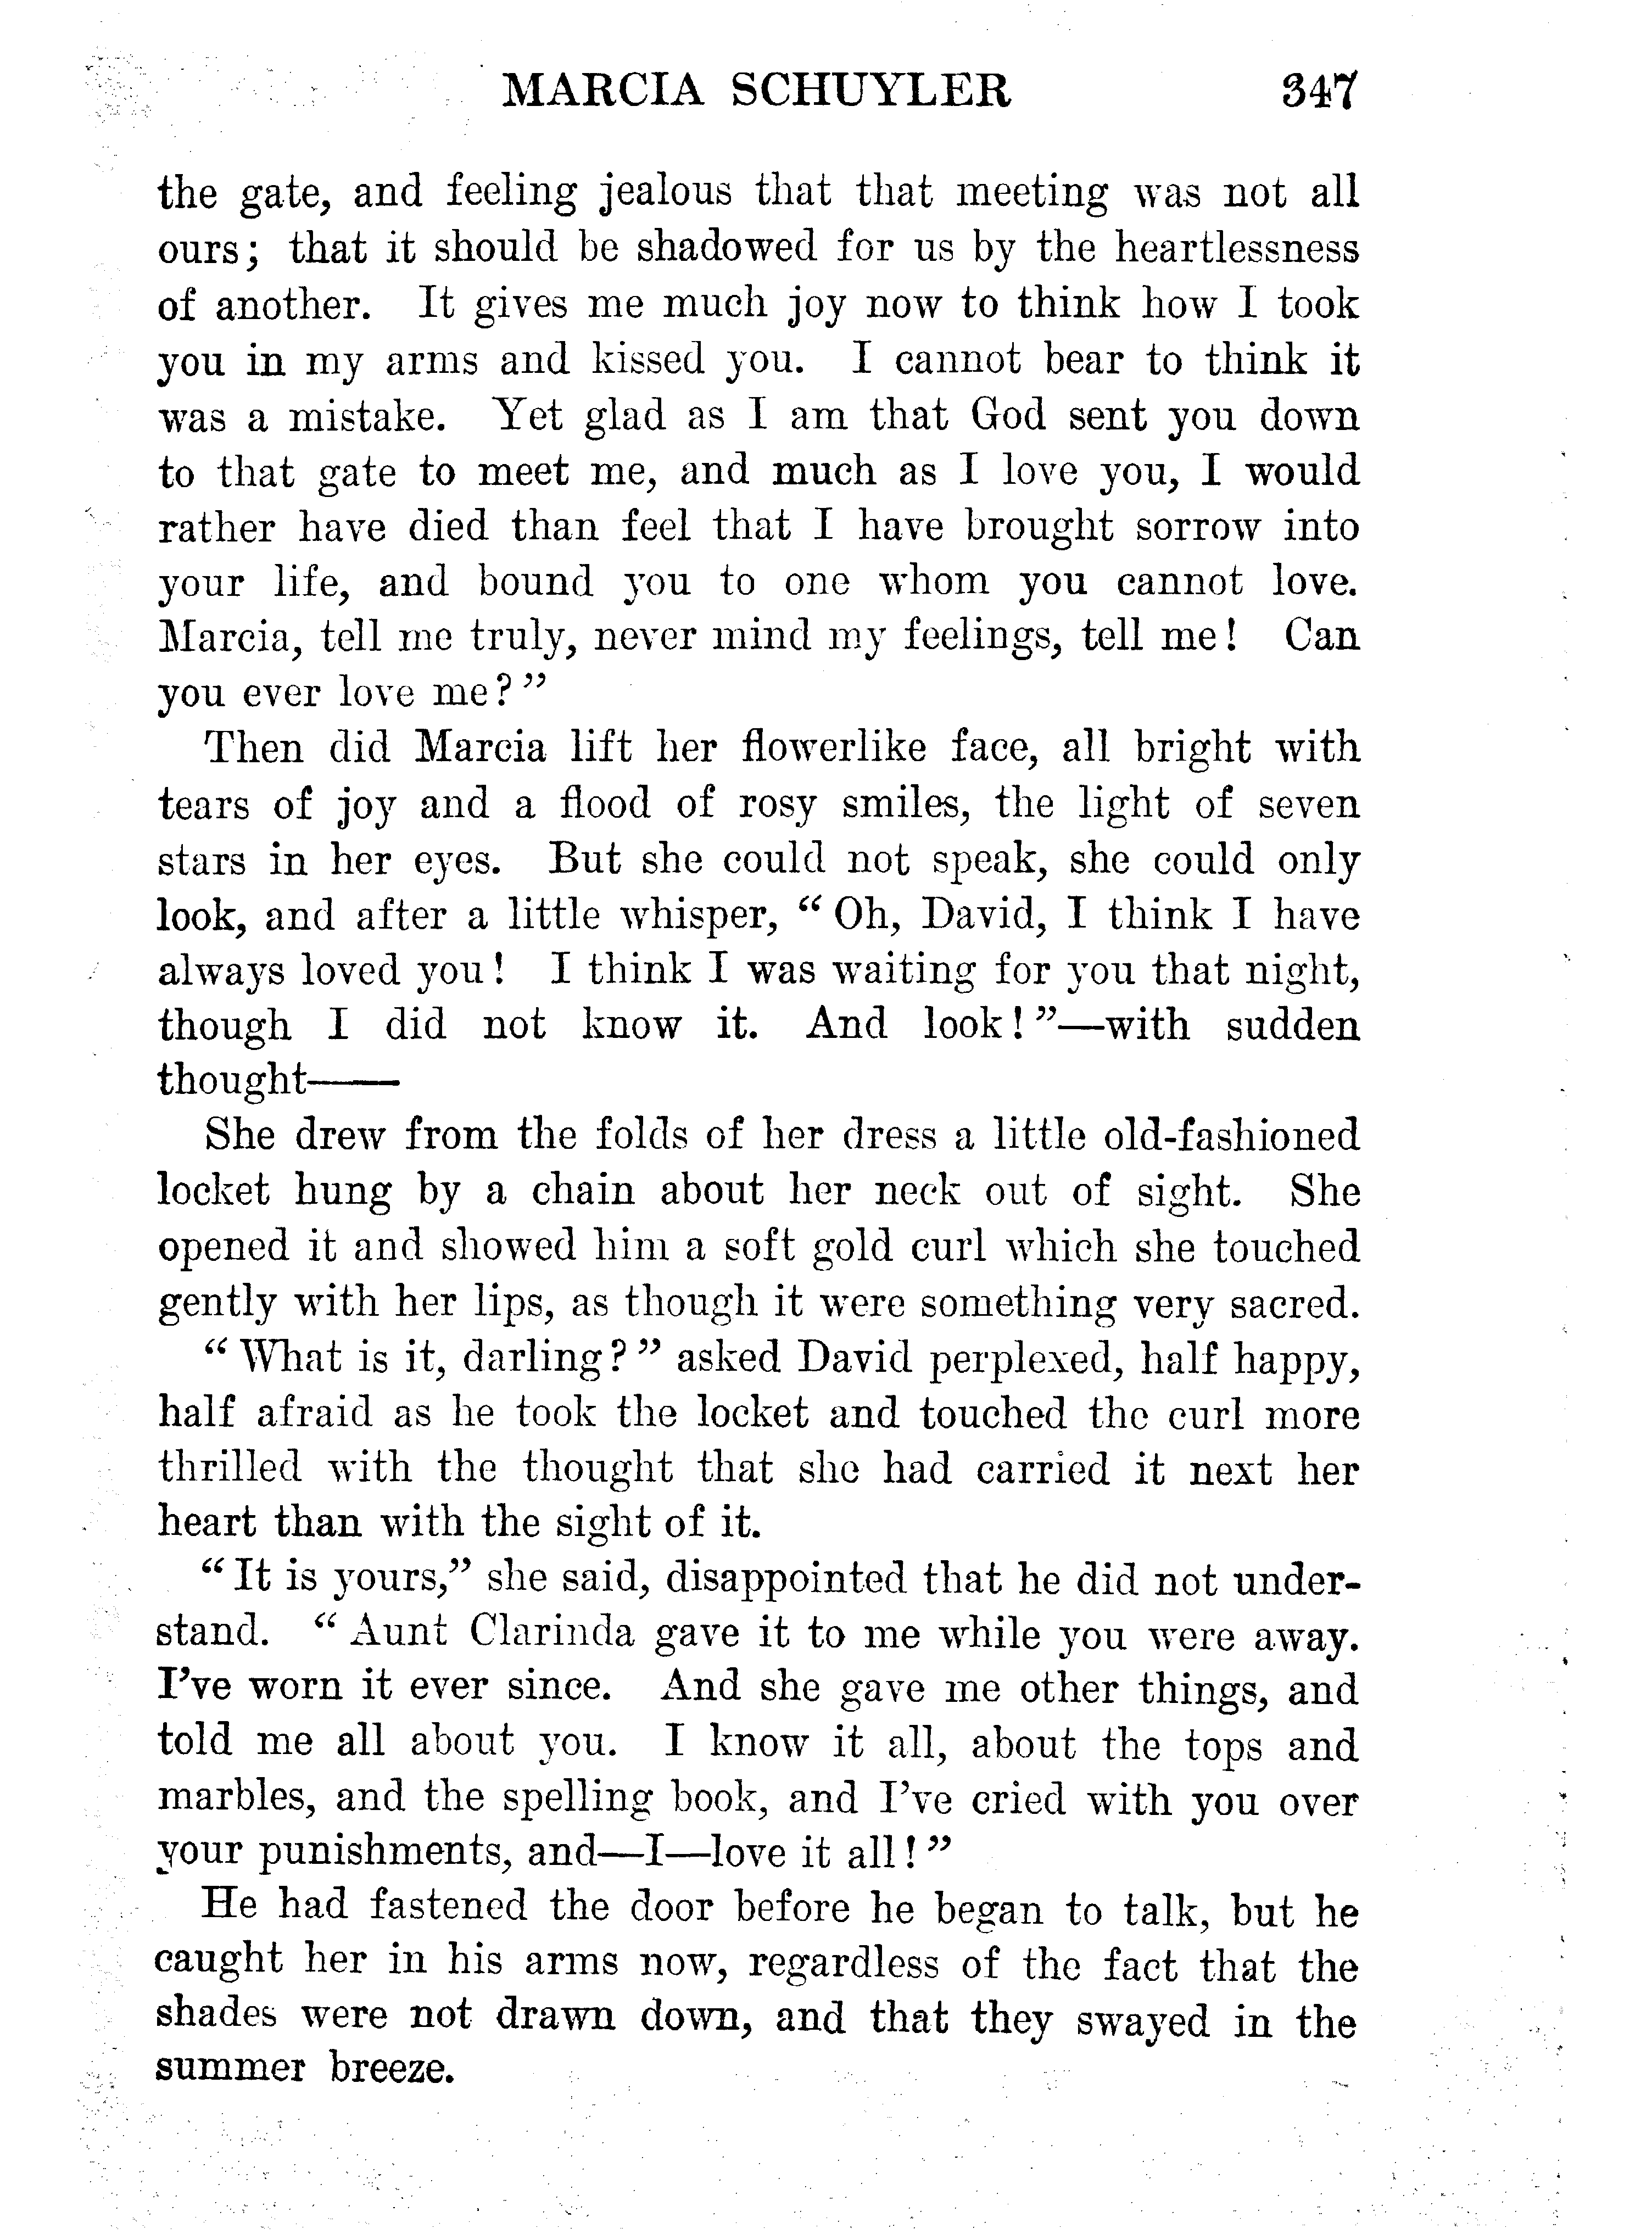 MARCIA SCHUYLER 347
the gate, and feeling jealous that that meeting was not all
ours; that it should be shadowed for us by the heartlessness
of another. It gives me much joy now to think how I took
you in my arms and kissed you. I cannot bear to think it
was a mistake. Yet glad as I am that God sent you down
to that gate to meet me, and much as I love you, I would
rather have died than feel that I have brought sorrow into
your life, and bound you to one whom you cannot love.
Marcia, tell me truly, never mind my feelings, tell me! Can
you ever love me?”
Then did Marcia lift her flowerlike face, all bright with
tears of joy and a flood of rosy smiles, the light of seven
stars in her eyes. But she could not speak, she could only
look, and after a little whisper, “Oh, David, I think I have
always loved you! I think I was waiting for you that night,
though I did not know it. And look!”—with sudden
thought——
She drew from the folds of her dress a little old-fashioned
locket hung by a chain about her neck out of sight. She
opened it and showed him a soft gold curl which she touched
gently with her lips, as though it were something very sacred.
“What is it, darling?” asked David perplexed, half happy,
half afraid as he took the locket and touched the curl more
thrilled with the thought that she had carried it next her
heart than with the sight of it.
“It is yours,” she said, disappointed that he did not under-
stand. “Aunt Clarinda gave it to me while you were away.
I’ve worn it ever since. And she gave me other things, and
told me all about you. I know it all, about the tops and
marbles, and the spelling book, and I’ve cried with you over
your punishments, and—I—love it all!”
He had fastened the door before he began to talk, but he
caught her in his arms now, regardless of the fact that the
shades were not drawn down, and that they swayed in the
summer breeze.